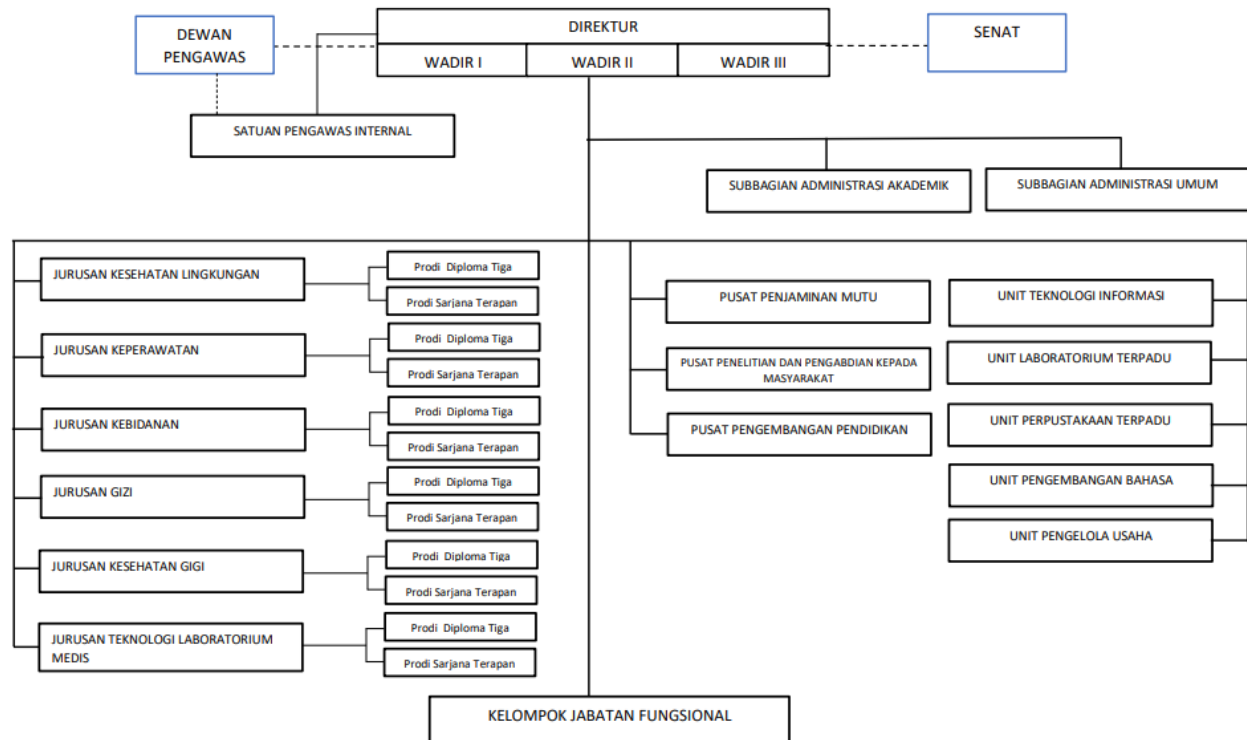 DEWAN
PENGAWAS
DIREKTUR
WADIR I
WADIR II
WADIR III
SENAT
SATUAN PENGAWAS INTERNAL
SUBBAGIAN ADMINISTRASI AKADEMIK
SUBBAGIAN ADMINISTRASI UMUM
JURUSAN KESEHATAN LINGKUNGAN
Prodi Diploma Tiga
Prodi Sarjana Terapan
JURUSAN KEPERAWATAN
Prodi Diploma Tiga
Prodi Sarjana Terapan
JURUSAN KEBIDANAN
Prodi Diploma Tiga
Prodi Sarjana Terapan
JURUSAN GIZI
Prodi Diploma Tiga
Prodi Sarjana Terapan
JURUSAN KESEHATAN GIGI
Prodi Diploma Tiga
Prodi Sarjana Terapan
JURUSAN TEKNOLOGI LABORATORIUM
MEDIS
Prodi Diploma Tiga
Prodi Sarjana Terapan
PUSAT PENJAMINAN MUTU
PUSAT PENELITIAN DAN PENGABDIAN KEPADA
MASYARAKAT
PUSAT PENGEMBANGAN PENDIDIKAN
UNIT TEKNOLOGI INFORMASI
UNIT LABORATORIUM TERPADU
UNIT PERPUSTAKAAN TERPADU
UNIT PENGEMBANGAN BAHASA
UNIT PENGELOLA USAHA
KELOMPOK JABATAN FUNGSIONAL